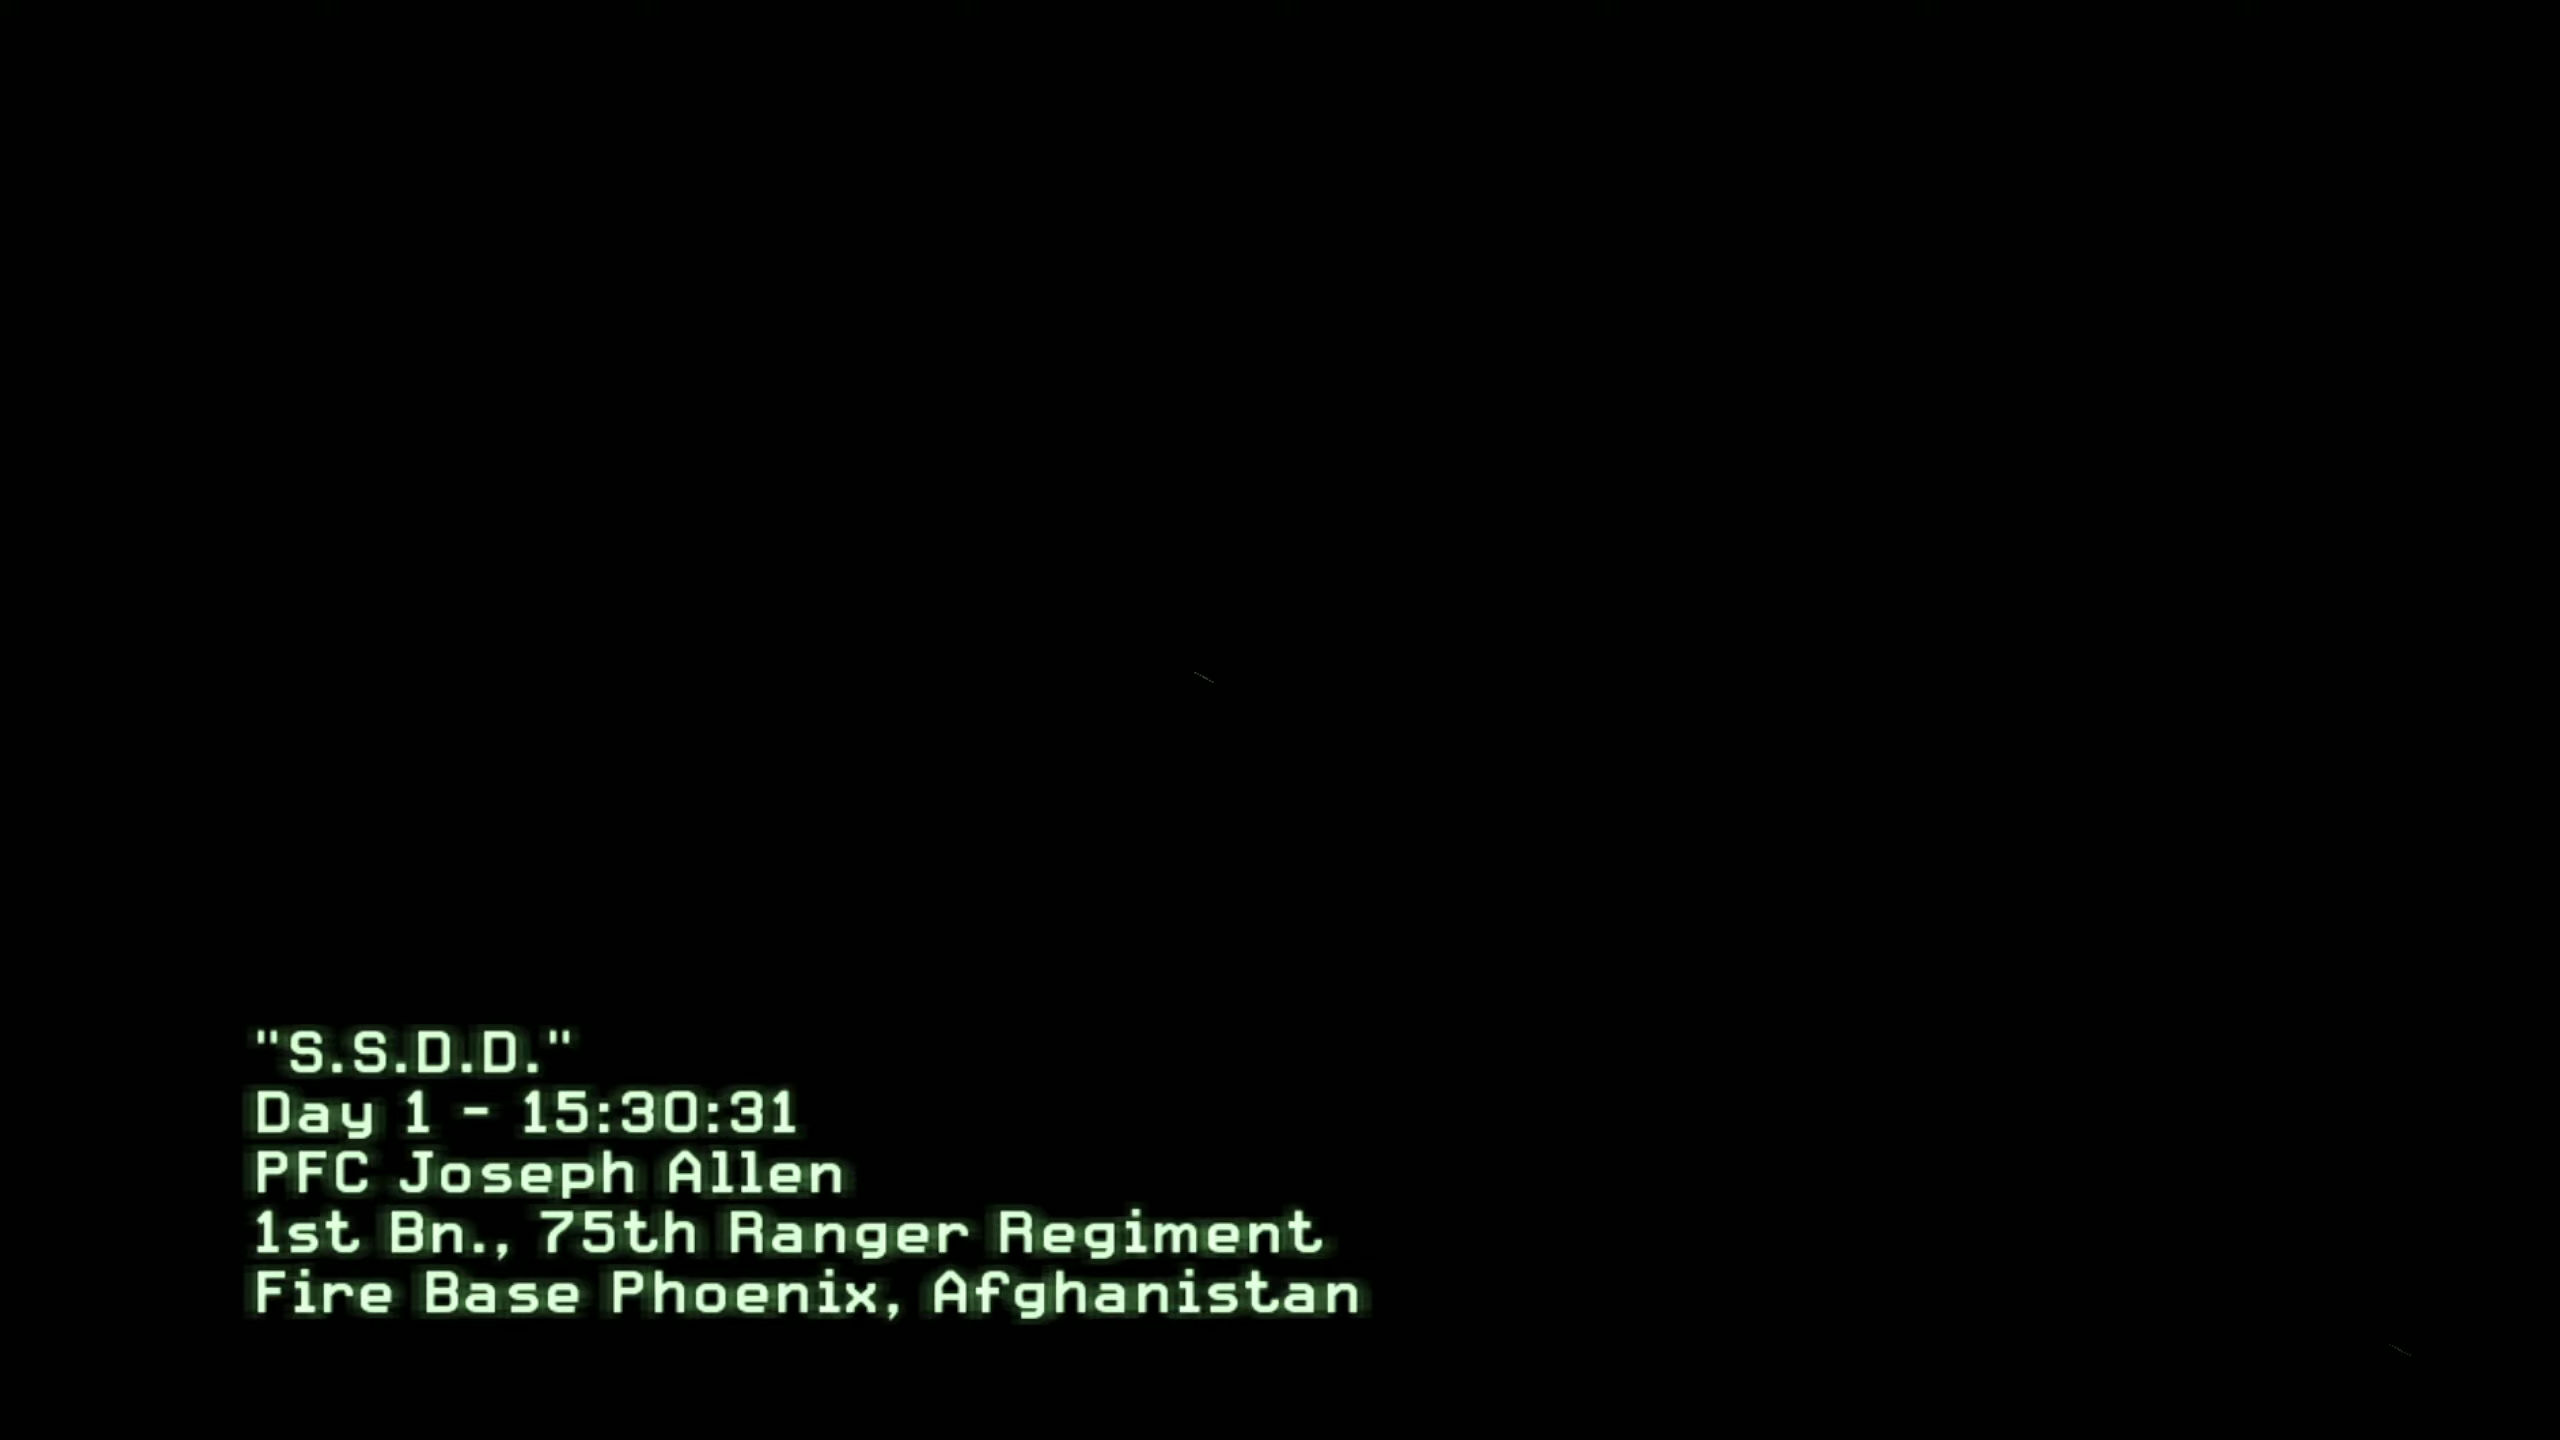 "S.S.D.D."
Day 1 - 15:30:31
PFC Joseph Allen
1st Bn., 75th Ranger Regiment
Fire Base Phoenix, Afghanistan